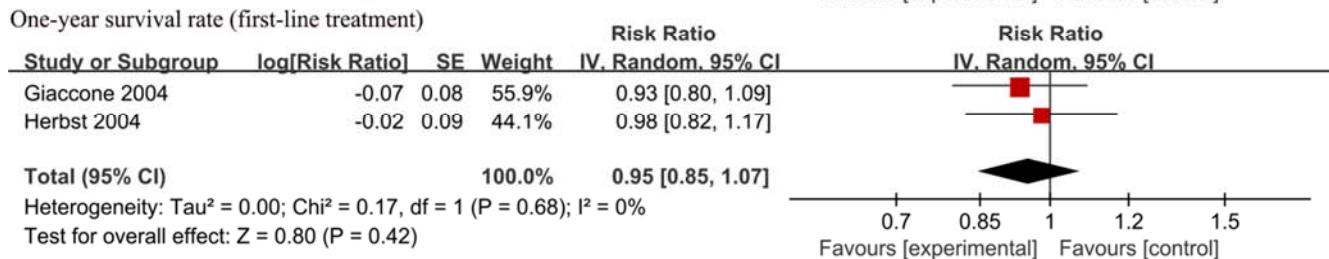 One-year survival rate (first-line treatment)
Risk Ratio Risk Ratio
Study or Subgroup log[Risk Ratio] SE Weight IV, Random, 95% CI IV, Random, 95% CI
Giaccone 2004 -0.07 0.08 55.9% 0.93 [0.80, 1.09]
Herbst 2004 -0.02 0.09 44.1% 0.98 [0.82, 1.17]
Total (95% CI) 100.0% 0.95 [0.85, 1.07]
Heterogeneity: Tau² = 0.00; Chi² = 0.17, df = 1 (P = 0.68); I² = 0%
Test for overall effect: Z = 0.80 (P = 0.42)
0.7 0.85 1 1.2 1.5
Favours [experimental] Favours [control]